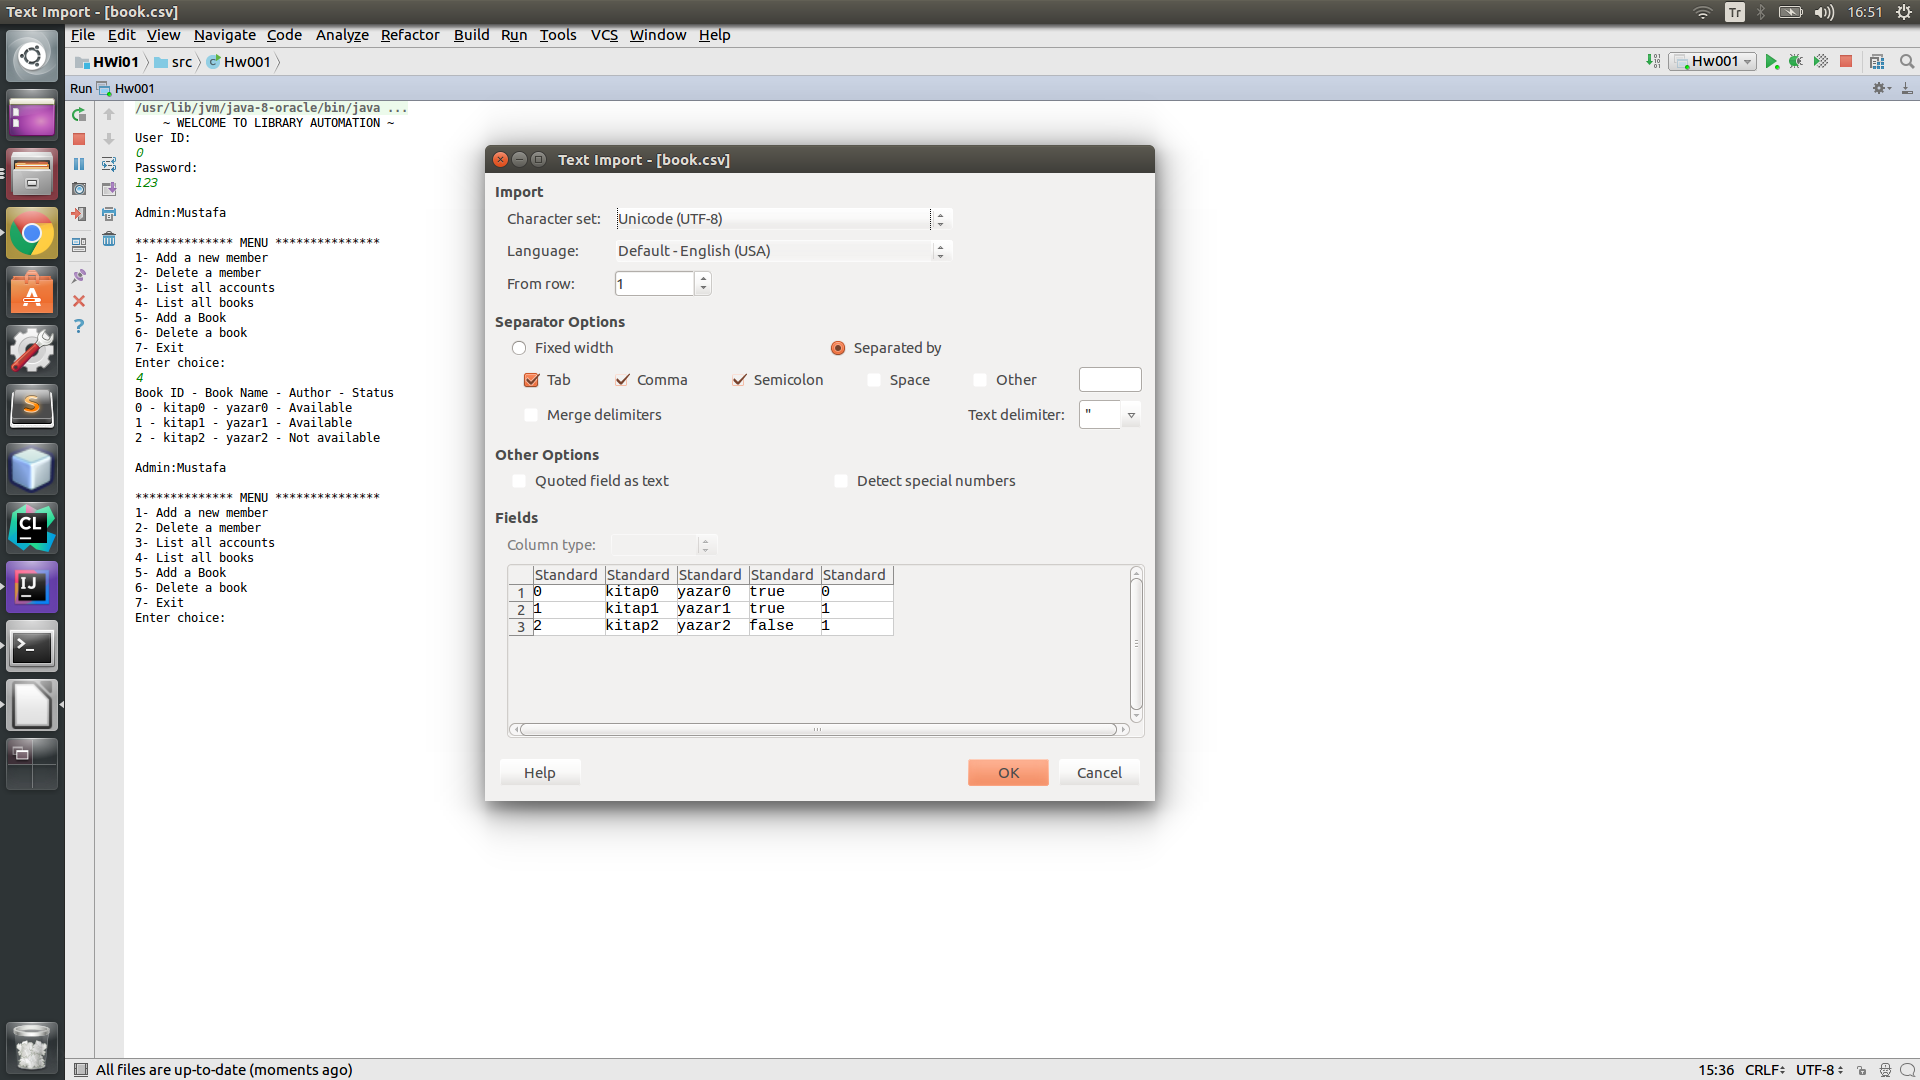 Text Import - [book.csv]
Tr
16:51
File Edit View Navigate Code Analyze Refactor Build Run Tools VCS Window Help
HWi01 src Hw001
Hw001
Run Hw001
/usr/lib/jvm/java-8-oracle/bin/java ...
~ WELCOME TO LIBRARY AUTOMATION ~
User ID:
0
Password:
123
Admin:Mustafa
************** MENU ***************
1- Add a new member
2- Delete a member
3- List all accounts
4- List all books
5- Add a Book
6- Delete a book
7- Exit
Enter choice:
4
Book ID - Book Name - Author - Status
0 - kitap0 - yazar0 - Available
1 - kitap1 - yazar1 - Available
2 - kitap2 - yazar2 - Not available
Admin:Mustafa
************** MENU ***************
1- Add a new member
2- Delete a member
3- List all accounts
4- List all books
5- Add a Book
6- Delete a book
7- Exit
Enter choice:
Text Import - [book.csv]
Import
Character set: Unicode (UTF-8)
Language: Default - English (USA)
From row: 1
Separator Options
Fixed width Separated by
Tab Comma Semicolon Space Other
Merge delimiters Text delimiter: "
Other Options
Quoted field as text Detect special numbers
Fields
Column type:
Standard Standard Standard Standard Standard
1 0 kitap0 yazar0 true 0
2 1 kitap1 yazar1 true 1
3 2 kitap2 yazar2 false 1
Help OK Cancel
S
CL
IJ
>_
All files are up-to-date (moments ago)
15:36 CRLF UTF-8